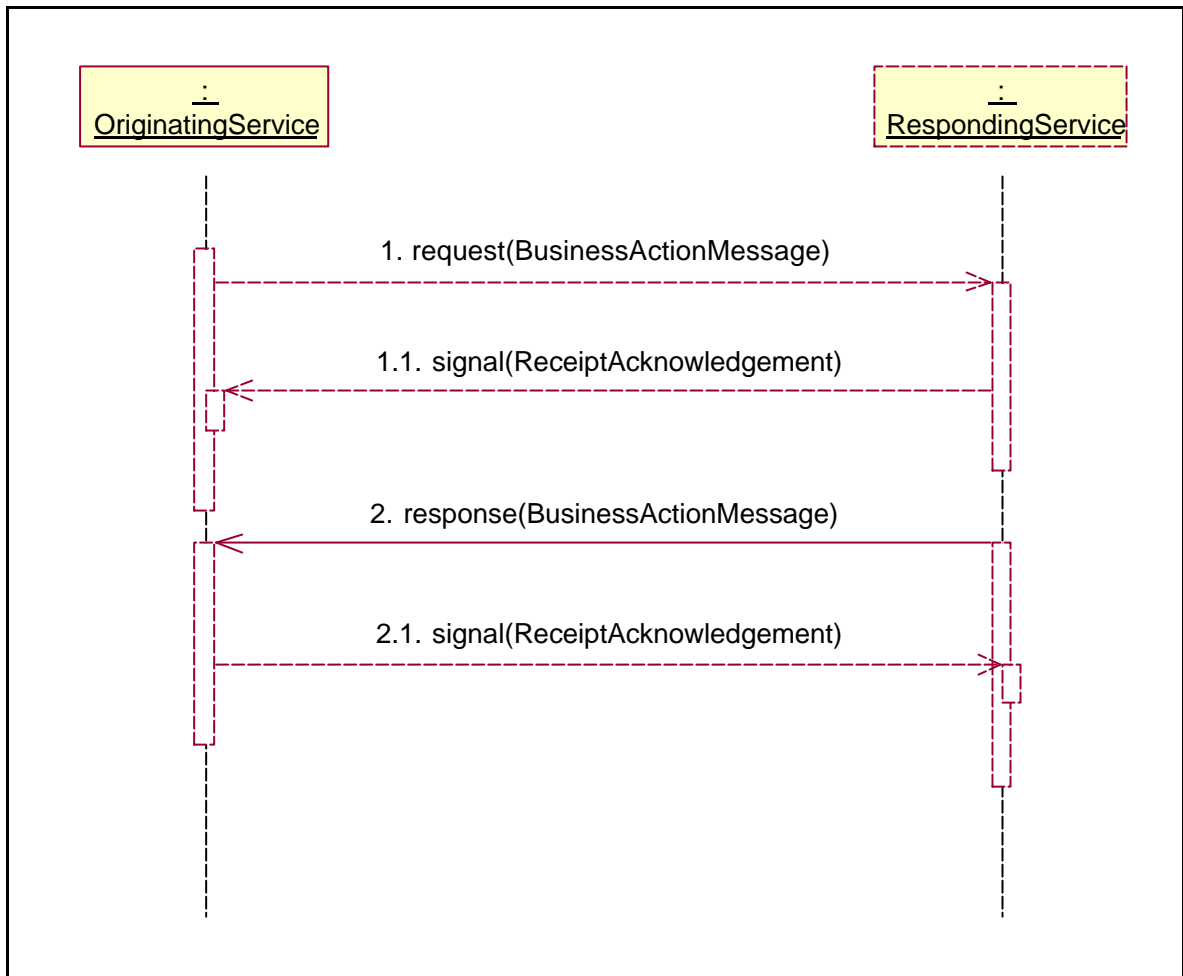 :
OriginatingService
:
RespondingService
1. request(BusinessActionMessage)
1.1. signal(ReceiptAcknowledgement)
2. response(BusinessActionMessage)
2.1. signal(ReceiptAcknowledgement)